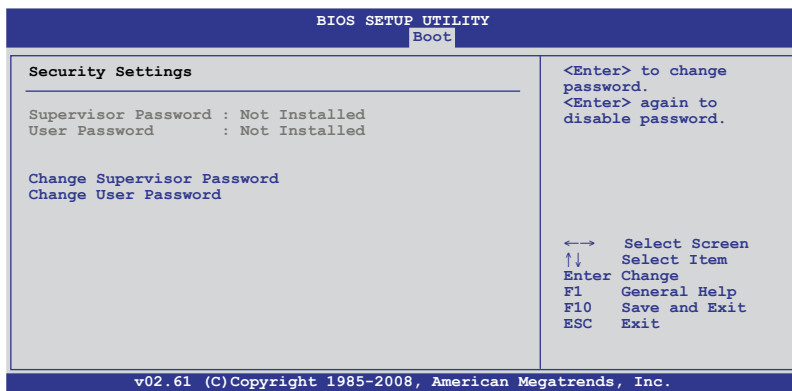 BIOS SETUP UTILITY
Boot
Security Settings
Supervisor Password : Not Installed
User Password : Not Installed
Change Supervisor Password
Change User Password
<Enter> to change
password.
<Enter> again to
disable password.
←→ Select Screen
↑↓ Select Item
Enter Change
F1 General Help
F10 Save and Exit
ESC Exit
v02.61 (C)Copyright 1985-2008, American Megatrends, Inc.